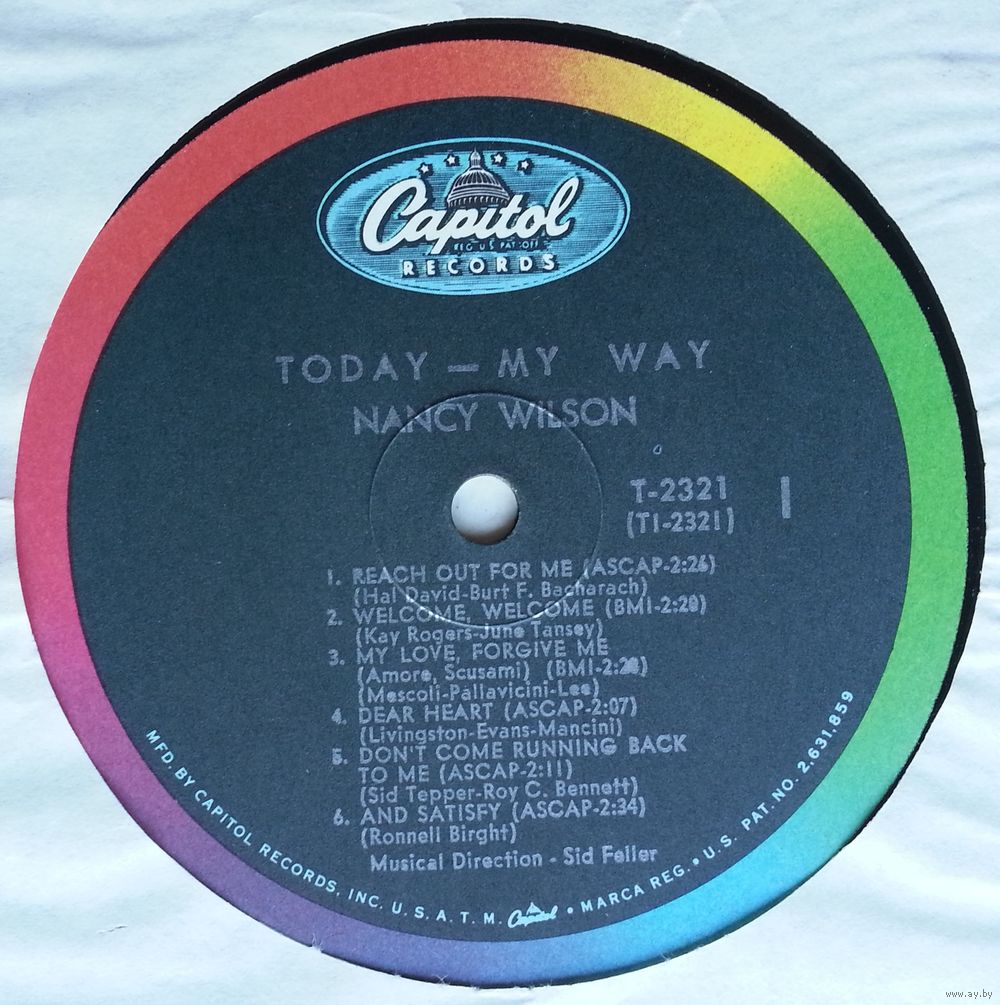 Capitol
REG U S PAT OFF
RECORDS
TODAY — MY WAY
NANCY WILSON
T-2321
(T1-2321)
1
1. REACH OUT FOR ME (ASCAP-2:26)
(Hal David-Burt F. Bacharach)
2. WELCOME, WELCOME (BMI-2:20)
(Kay Rogers-June Tansey)
3. MY LOVE, FORGIVE ME
(Amore, Scusami) (BMI-
(Mescoli-Pallavicini-Lee)
4. DEAR HEART (ASCAP-2:07)
(Livingston-Evans-Mancini)
5. DON'T COME RUNNING BACK
TO ME (ASCAP-2:11)
(Sid Tepper-Roy C. Bennett)
6. AND SATISFY (ASCAP-2:34)
(Ronnell Birght)
Musical Direction - Sid Feller
MFD. BY CAPITOL RECORDS, INC. U. S. A. T. M. Capitol • MARCA REG. • U. S. PAT. NO. 2,631,859
www.ay.by